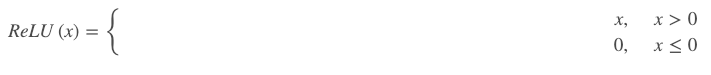 ReLU (x) = { x, x > 0
0, x ≤ 0